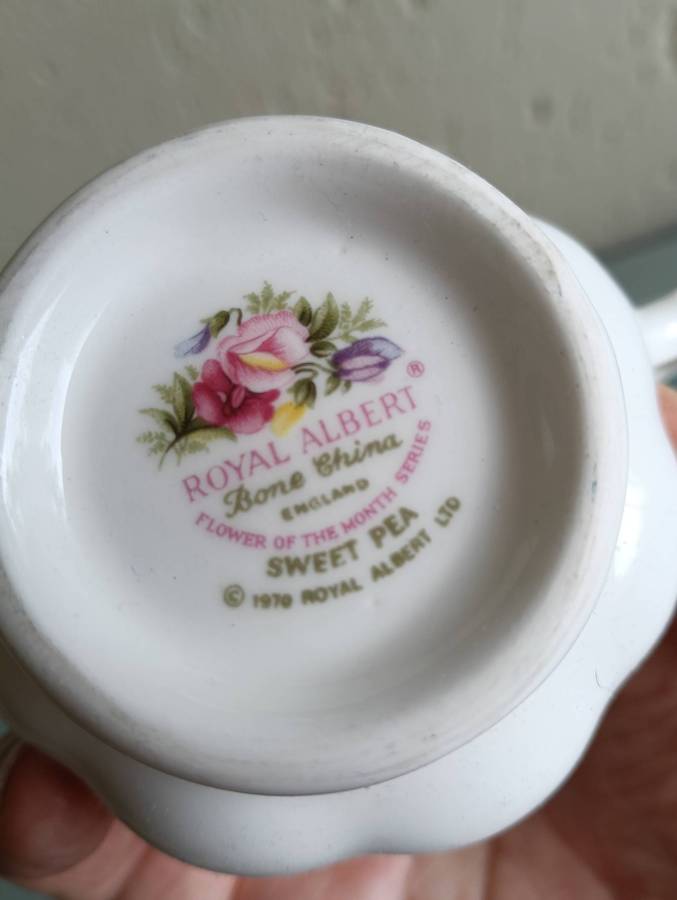 ROYAL ALBERT ®
Bone China
ENGLAND
FLOWER OF THE MONTH SERIES
SWEET PEA
© 1970 ROYAL ALBERT LTD